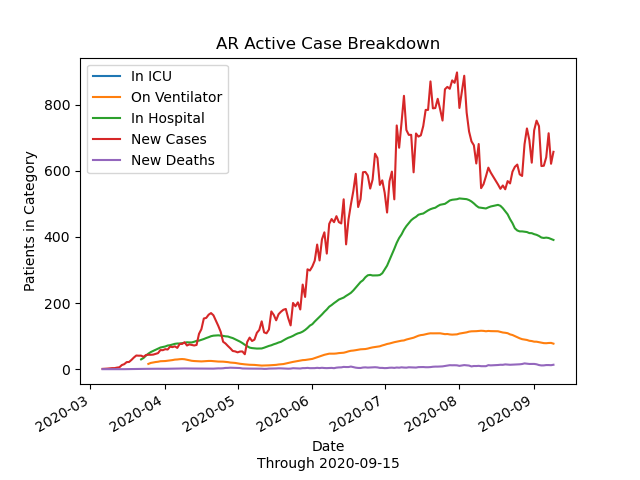 AR Active Case Breakdown
In ICU
On Ventilator
In Hospital
New Cases
New Deaths
Patients in Category
800
600
400
200
0
2020-03
2020-04
2020-05
2020-06
2020-07
2020-08
2020-09
Date
Through 2020-09-15